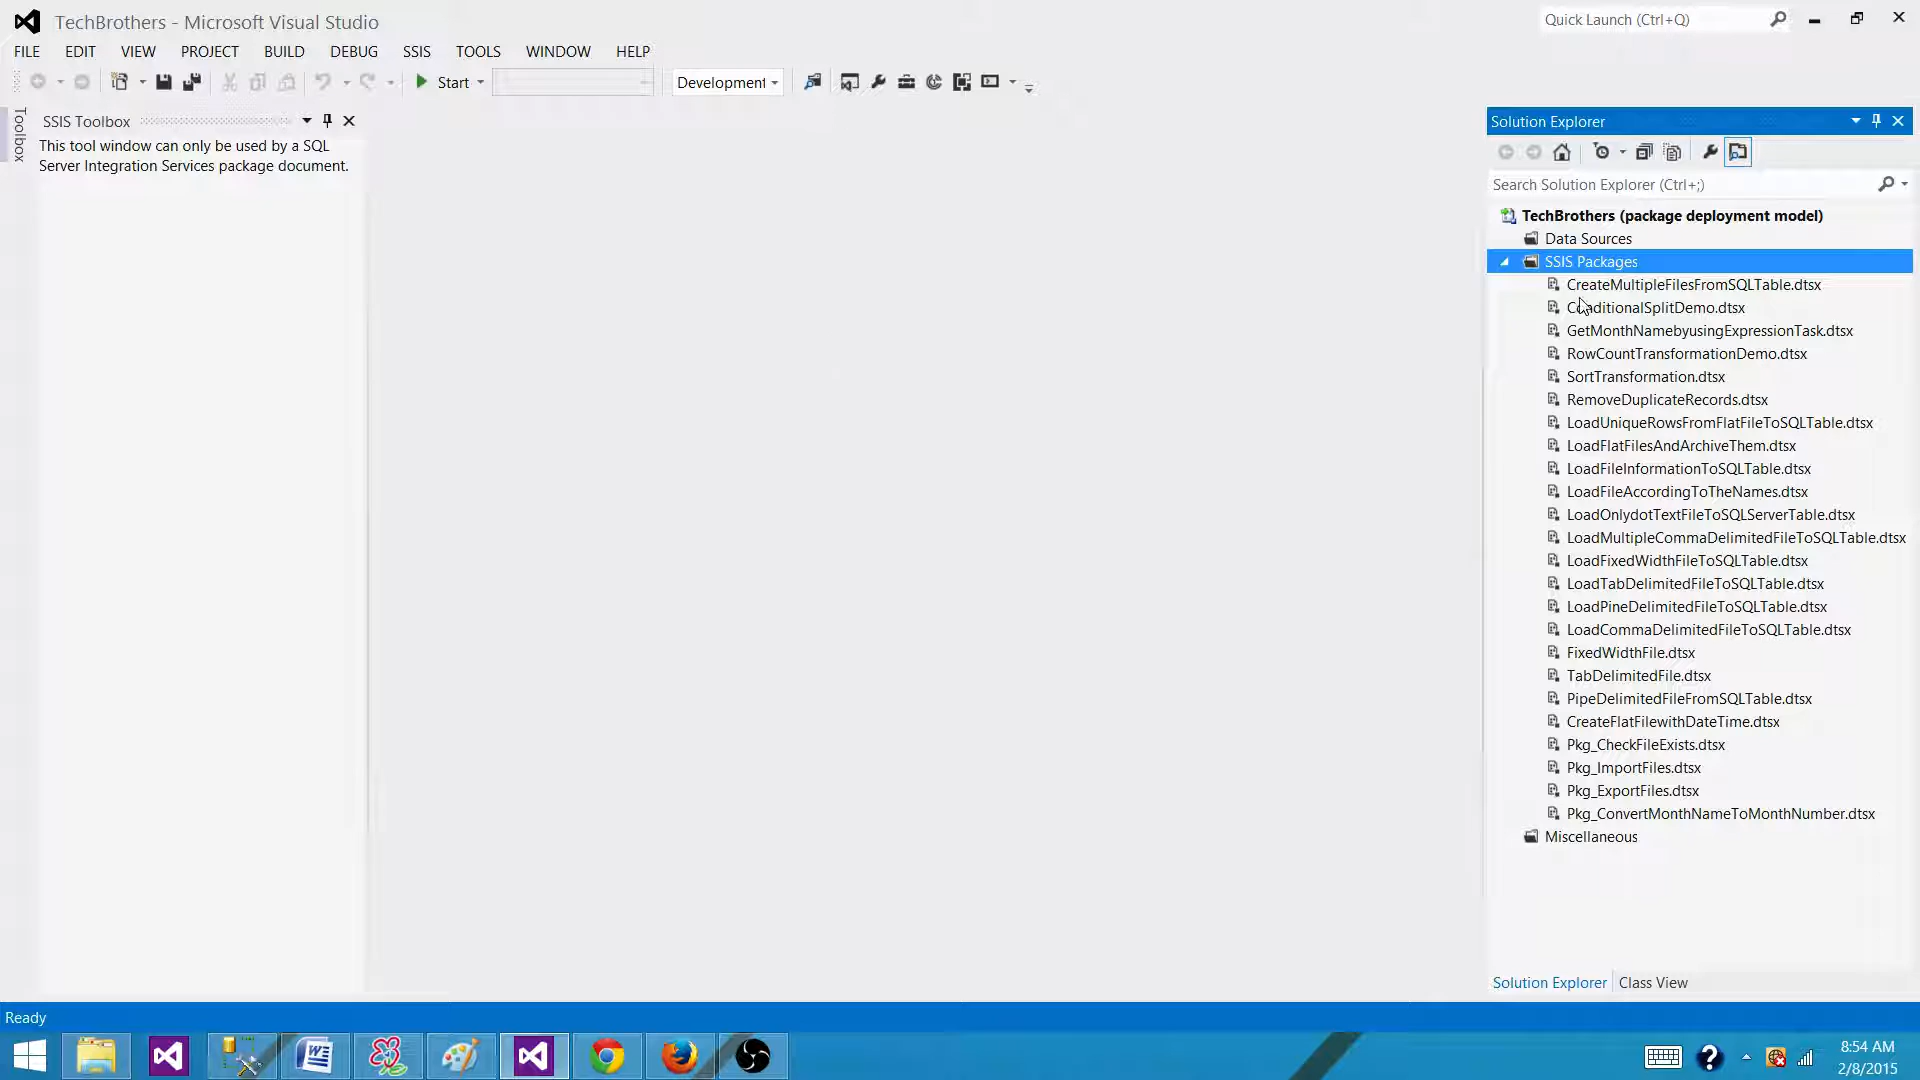 TechBrothers - Microsoft Visual Studio
Quick Launch (Ctrl+Q)
FILE EDIT VIEW PROJECT BUILD DEBUG SSIS TOOLS WINDOW HELP
Start Development
Toolbox
SSIS Toolbox
This tool window can only be used by a SQL
Server Integration Services package document.
Solution Explorer
Search Solution Explorer (Ctrl+;)
TechBrothers (package deployment model)
Data Sources
SSIS Packages
CreateMultipleFilesFromSQLTable.dtsx
ConditionalSplitDemo.dtsx
GetMonthNamebyusingExpressionTask.dtsx
RowCountTransformationDemo.dtsx
SortTransformation.dtsx
RemoveDuplicateRecords.dtsx
LoadUniqueRowsFromFlatFileToSQLTable.dtsx
LoadFlatFilesAndArchiveThem.dtsx
LoadFileInformationToSQLTable.dtsx
LoadFileAccordingToTheNames.dtsx
LoadOnlydotTextFileToSQLServerTable.dtsx
LoadMultipleCommaDelimitedFileToSQLTable.dtsx
LoadFixedWidthFileToSQLTable.dtsx
LoadTabDelimitedFileToSQLTable.dtsx
LoadPineDelimitedFileToSQLTable.dtsx
LoadCommaDelimitedFileToSQLTable.dtsx
FixedWidthFile.dtsx
TabDelimitedFile.dtsx
PipeDelimitedFileFromSQLTable.dtsx
CreateFlatFilewithDateTime.dtsx
Pkg_CheckFileExists.dtsx
Pkg_ImportFiles.dtsx
Pkg_ExportFiles.dtsx
Pkg_ConvertMonthNameToMonthNumber.dtsx
Miscellaneous
Solution Explorer Class View
Ready
8:54 AM
2/8/2015